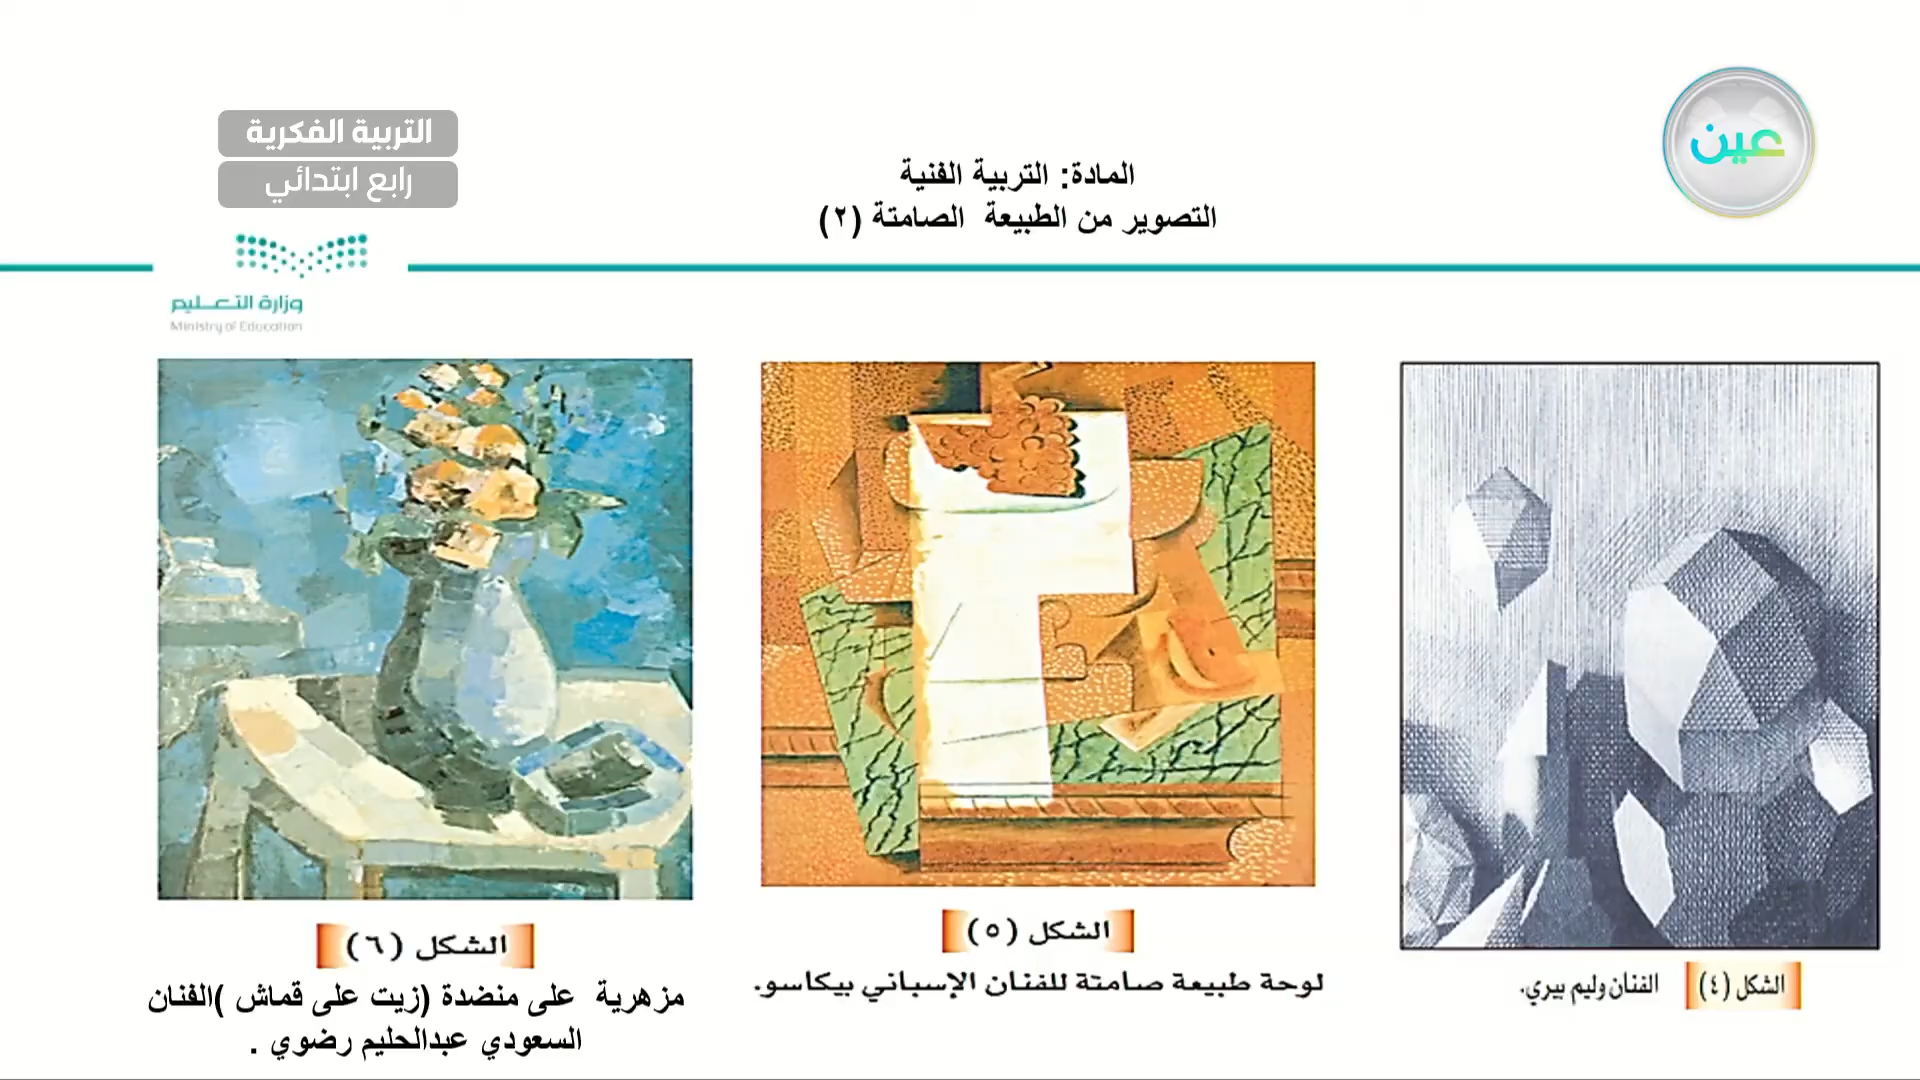 التربية الفكرية
رابع ابتدائي
عين
المادة: التربية الفنية
التصوير من الطبيعة الصامتة (٢)
وزارة التعليم
Ministry of Education
الشكل (٤) الفنان وليم بيري.
الشكل (٥)
لوحة طبيعة صامتة للفنان الإسباني بيكاسو.
الشكل (٦)
مزهرية على منضدة (زيت على قماش )الفنان
السعودي عبدالحليم رضوي .